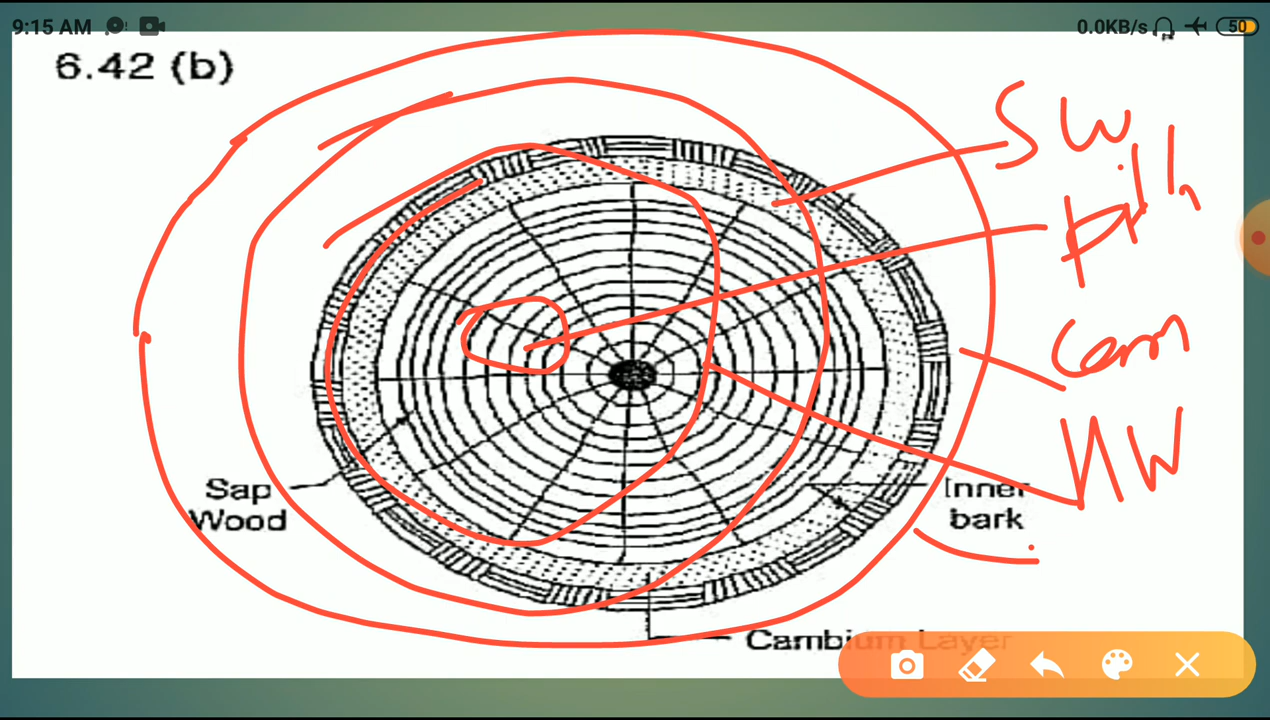 9:15 AM
0.0KB/s
50
6.42 (b)
SW
pith
Cam
HW
Sap
Wood
Inner
bark
Cambium Layer